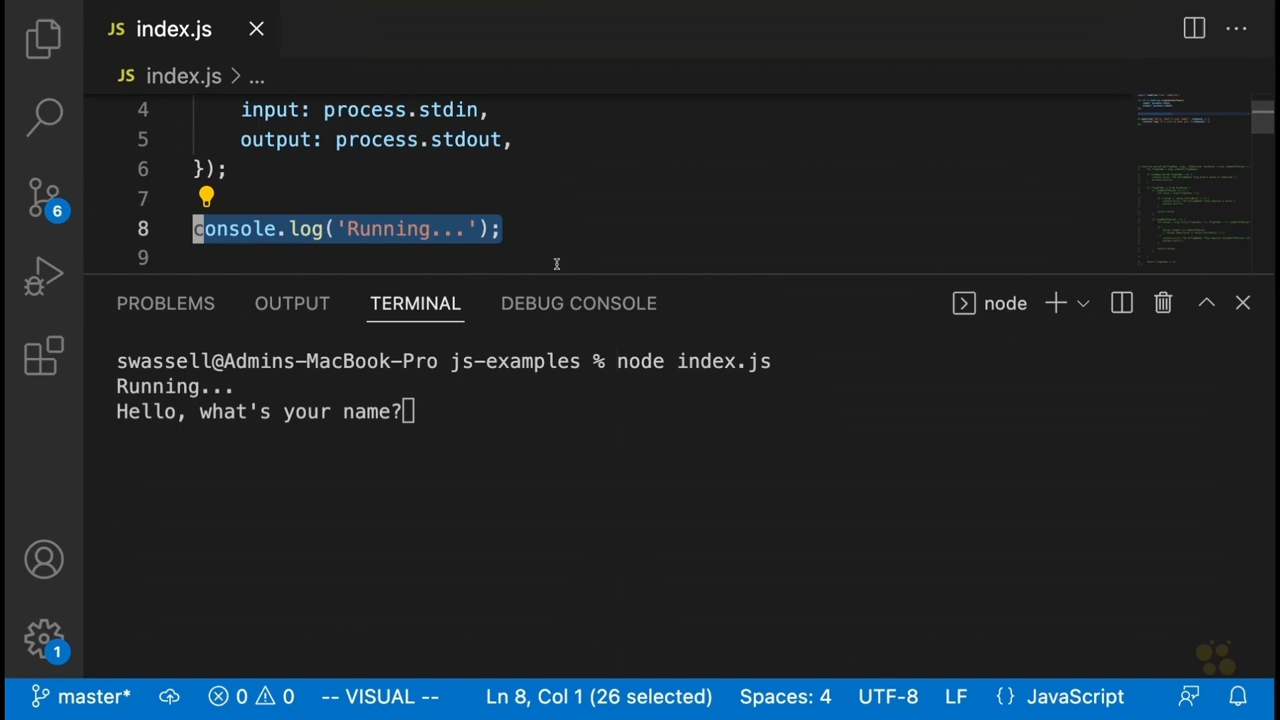 JS index.js
JS index.js > ...
4 input: process.stdin,
5 output: process.stdout,
6 });
7
8 console.log('Running...');
9
PROBLEMS OUTPUT TERMINAL DEBUG CONSOLE node
swassell@Admins-MacBook-Pro js-examples % node index.js
Running...
Hello, what's your name?
6
1
master* 0 0 -- VISUAL -- Ln 8, Col 1 (26 selected) Spaces: 4 UTF-8 LF {} JavaScript